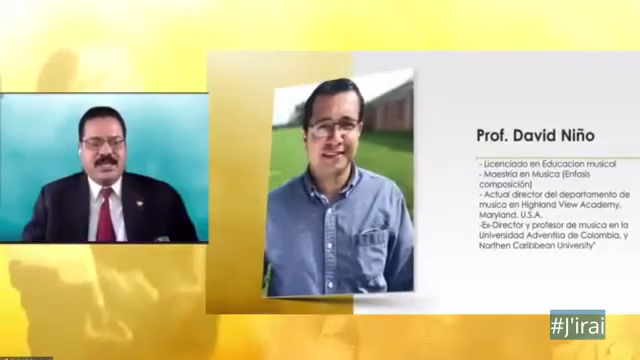 Prof. David Niño
- Licenciado en Educacion musical
- Maestria en Musica (Enfasis
composición)
- Actual director del departamento de
musica en Highland View Academy,
Maryland, U.S.A.
-Ex-Director y profesor de musica en la
Universidad Adventisa de Colombia, y
Northen Caribbean University"
#J'irai